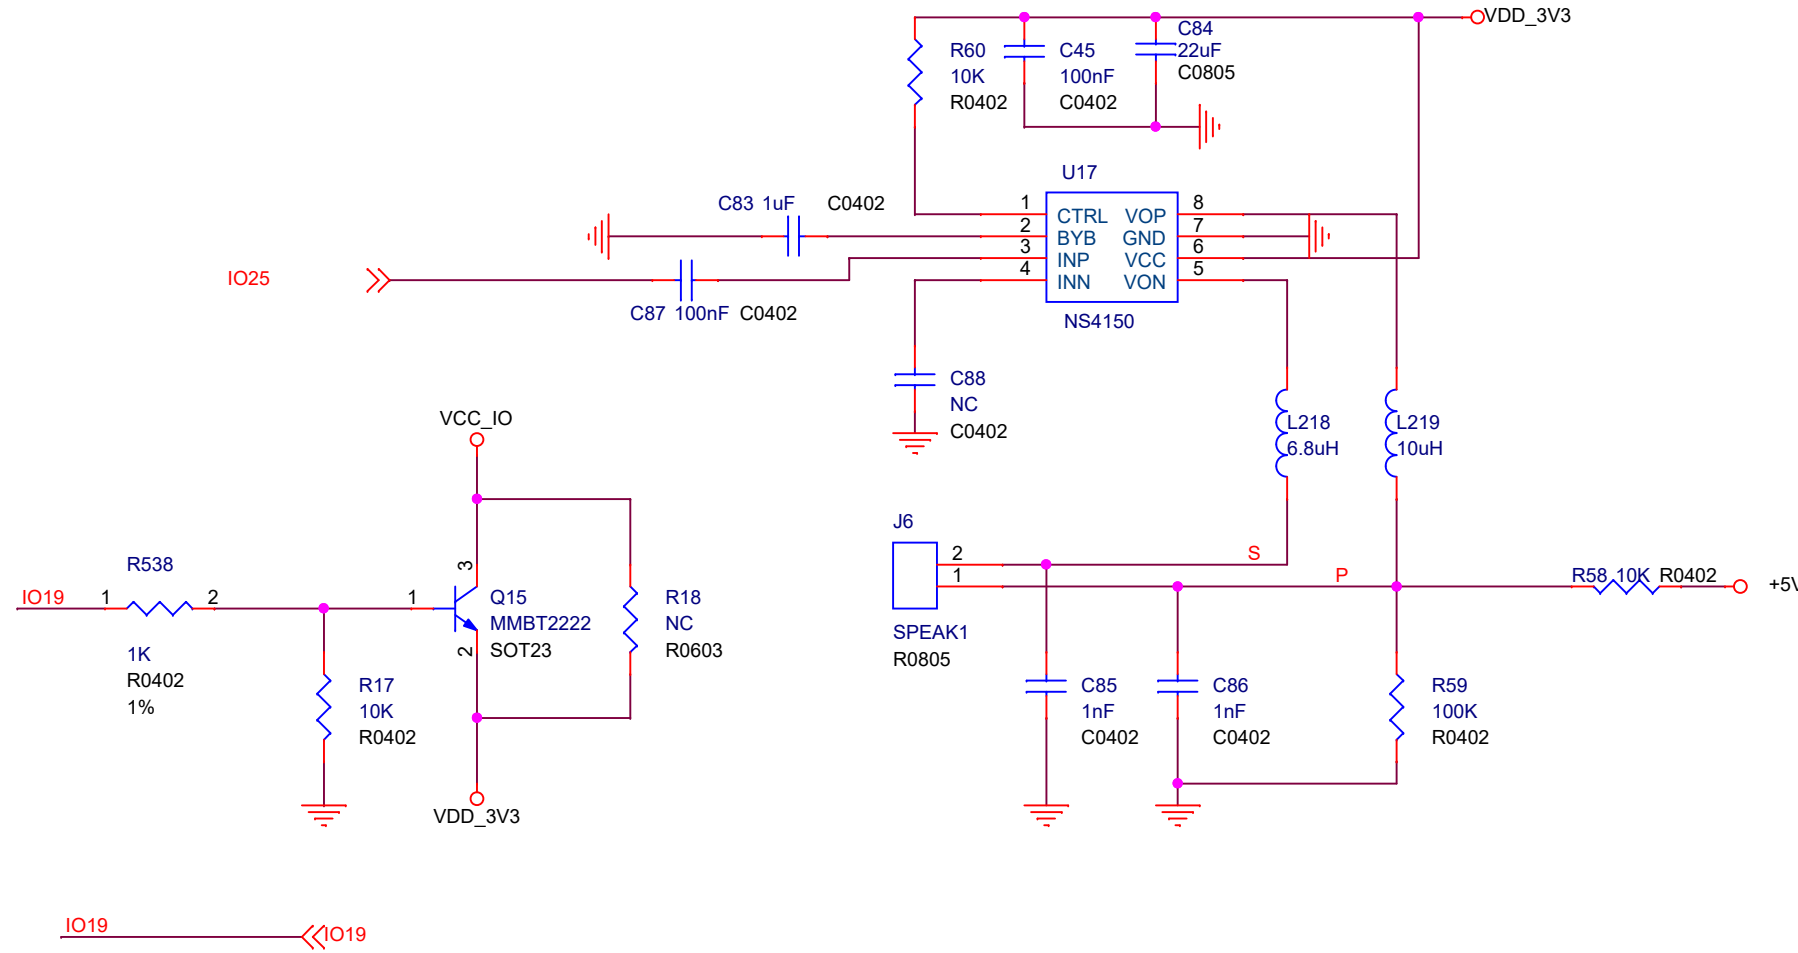 VDD_3V3
C84
22uF
C0805
R60
10K
R0402
C45
100nF
C0402
U17
C83 1uF C0402
1 CTRL VOP 8
2 BYB GND 7
3 INP VCC 6
4 INN VON 5
NS4150
IO25
C87 100nF C0402
C88
NC
C0402
L218
6.8uH
L219
10uH
VCC_IO
J6
2
1
S
P
SPEAK1
R0805
R58 10K R0402
+5V
R538
IO19
1
2
1K
R0402
1%
1
3
2
Q15
MMBT2222
SOT23
R18
NC
R0603
R17
10K
R0402
VDD_3V3
C85
1nF
C0402
C86
1nF
C0402
R59
100K
R0402
IO19
IO19